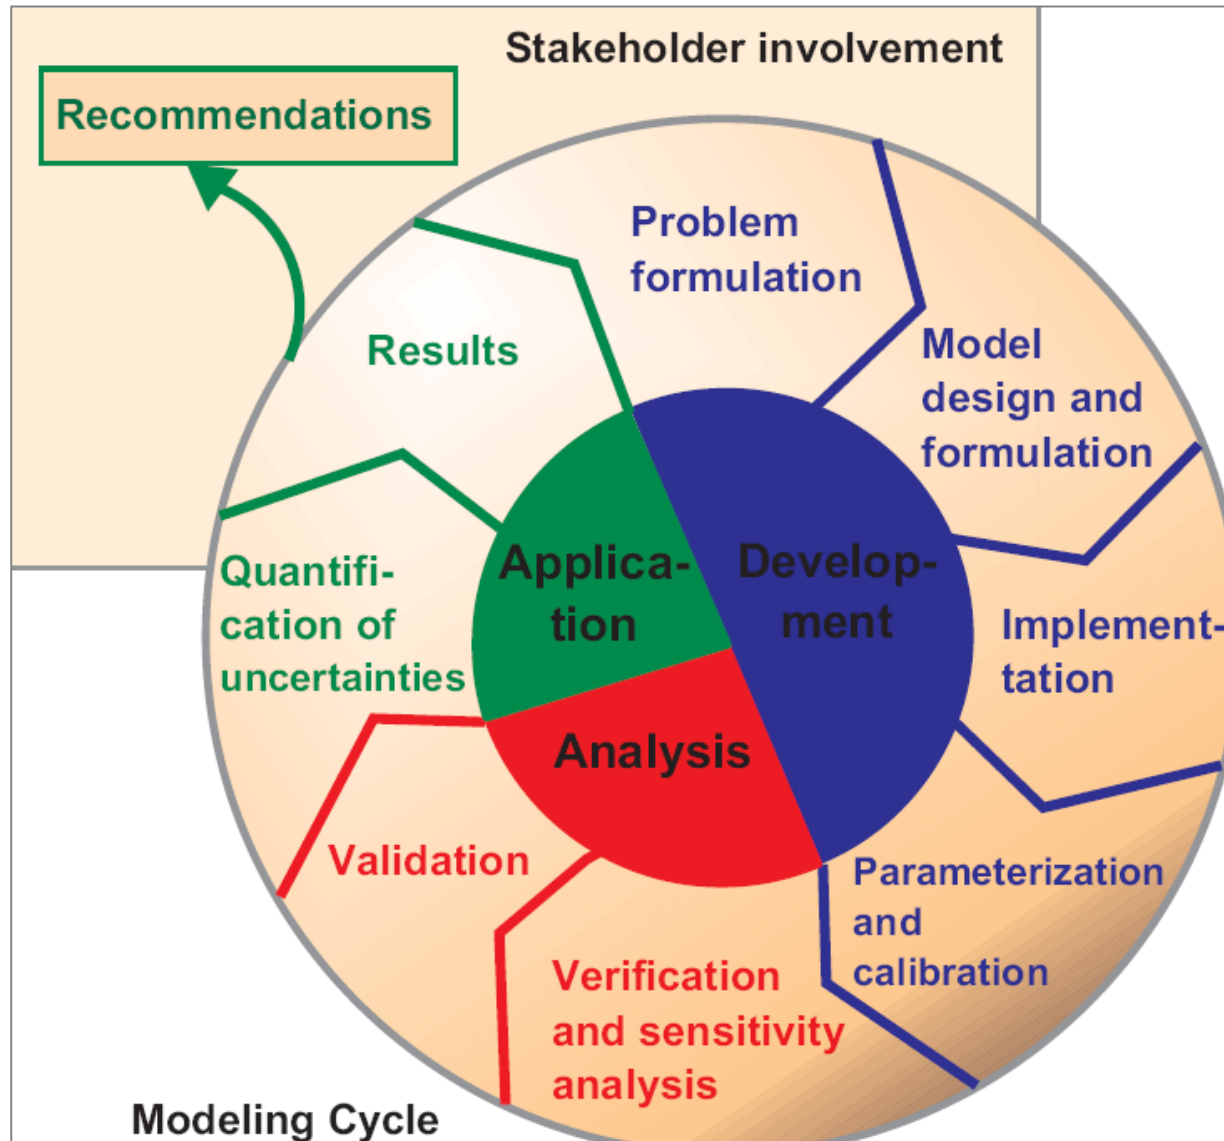 Stakeholder involvement
Recommendations
Problem
formulation
Model
design and
formulation
Implement-
tation
Parameterization
and
calibration
Verification
and sensitivity
analysis
Validation
Quantifi-
cation of
uncertainties
Results
Applica-
tion
Develop-
ment
Analysis
Modeling Cycle